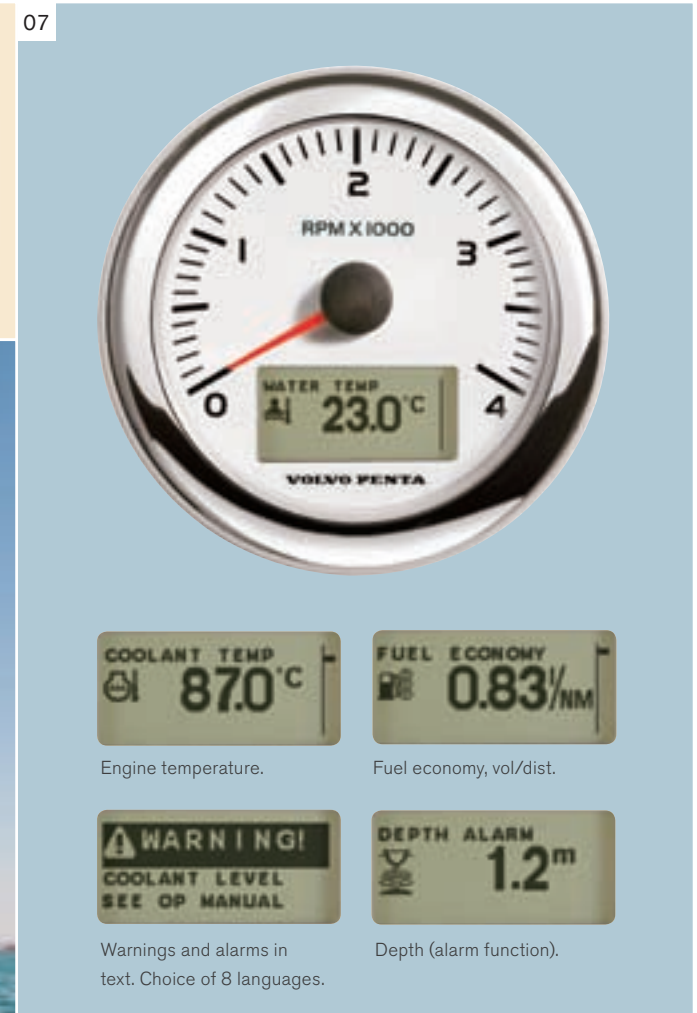 07
2
RPM X 1000
1
3
WATER TEMP
23.0°C
0
4
VOLVO PENTA
COOLANT TEMP
87.0°C
Engine temperature.
FUEL ECONOMY
0.83l/NM
Fuel economy, vol/dist.
WARNING!
COOLANT LEVEL
SEE OP MANUAL
Warnings and alarms in
text. Choice of 8 languages.
DEPTH ALARM
1.2m
Depth (alarm function).